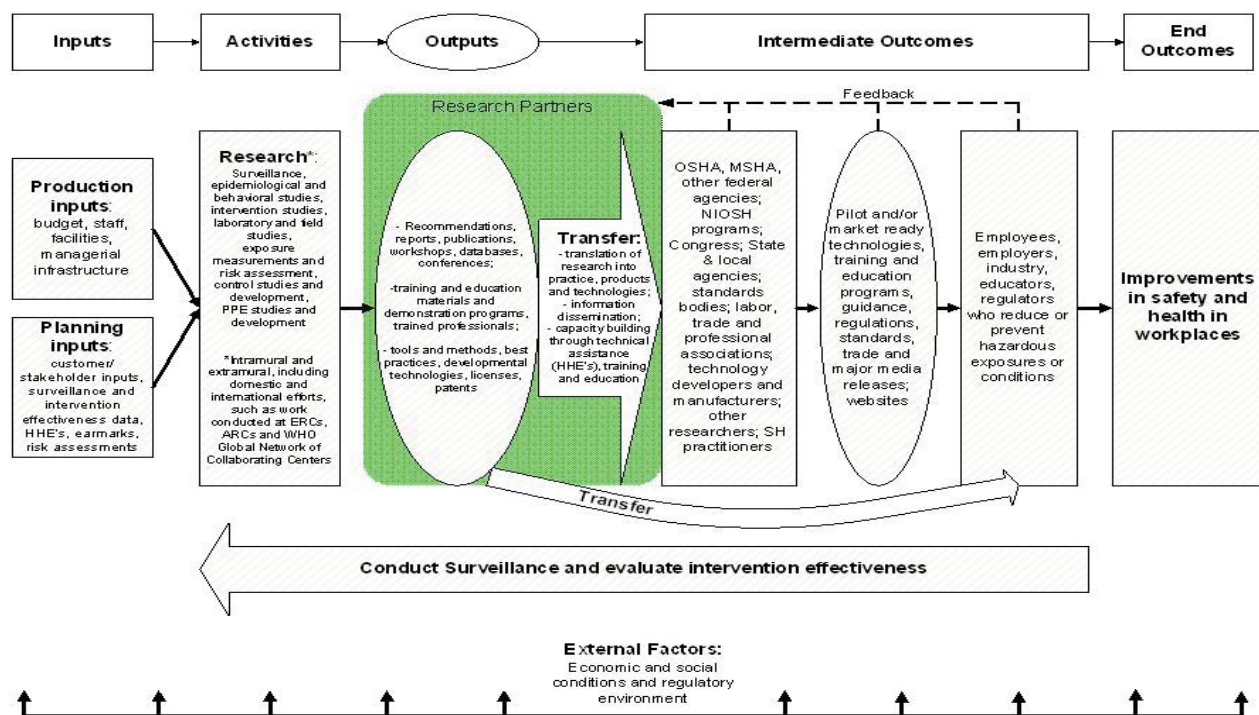 Inputs
Activities
Outputs
Intermediate Outcomes
End
Outcomes
Research Partners
Feedback
Production
inputs:
budget, staff,
facilities,
managerial
infrastructure
Planning
inputs:
customer/
stakeholder inputs,
surveillance and
intervention
effectiveness data,
HHE's, earmarks,
risk assessments
Research*:
Surveillance,
epidemiological and
behavioral studies,
intervention studies,
laboratory and field
studies,
exposure
measurements and
risk assessment,
control studies and
development,
PPE studies and
development
*Intramural and
extramural, including
domestic and
international efforts,
such as work
conducted at ERCs,
ARCs and WHO
Global Network of
Collaborating Centers
- Recommendations,
reports, publications,
workshops, databases,
conferences;
-training and education
materials and
demonstration programs,
trained professionals;
- tools and methods, best
practices, developmental
technologies, licenses,
patents
Transfer:
- translation of
research into
practice, products
and technologies;
- information
dissemination;
- capacity building
through technical
assistance
(HHE's), training
and education
OSHA, MSHA,
other federal
agencies;
NIOSH
programs;
Congress; State
& local
agencies;
standards
bodies; labor,
trade and
professional
associations;
technology
developers and
manufacturers;
other
researchers; SH
practitioners
Pilot and/or
market ready
technologies,
training and
education
programs,
guidance,
regulations,
standards,
trade and
major media
releases;
websites
Employees,
employers,
industry,
educators,
regulators
who reduce or
prevent
hazardous
exposures or
conditions
Improvements
in safety and
health in
workplaces
Transfer
Conduct Surveillance and evaluate intervention effectiveness
External Factors:
Economic and social
conditions and regulatory
environment